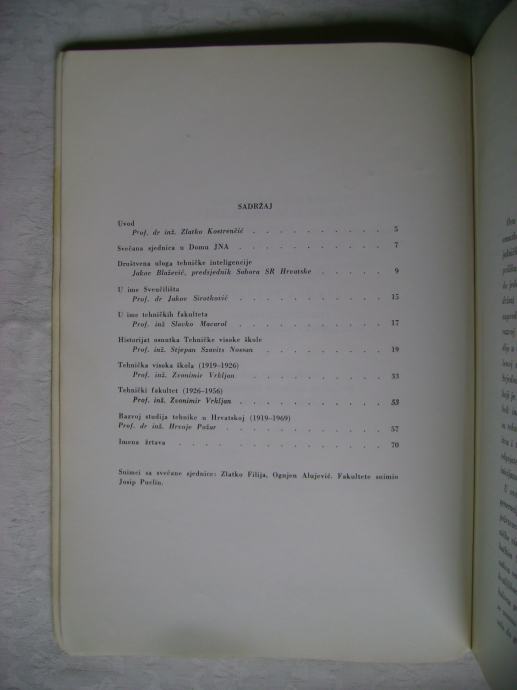 SADRŽAJ
Uvod
Prof. dr inž. Zlatko Kostrenčić . . . . . . . . . . 5
Svečana sjednica u Domu JNA . . . . . . . . . . 7
Društvena uloga tehničke inteligencije
Jakov Blažević, predsjednik Sabora SR Hrvatske . . . . . . 9
U ime Sveučilišta
Prof. dr Jakov Sirotković . . . . . . . . . . . 15
U ime tehničkih fakulteta
Prof. inž Slavko Macarol . . . . . . . . . . . 17
Historijat osnutka Tehničke visoke škole
Prof. inž. Stjepan Szavits Nossan . . . . . . . . . 19
Tehnička visoka škola (1919–1926)
Prof. inž. Zvonimir Vrkljan . . . . . . . . . . 33
Tehnički fakultet (1926–1956)
Prof. inž. Zvonimir Vrkljan . . . . . . . . . . 53
Razvoj studija tehnike u Hrvatskoj (1919–1969)
Prof. dr inž. Hrvoje Požar . . . . . . . . . . . 57
Imena žrtava . . . . . . . . . . . . . . 70
Snimci sa svečane sjednice: Zlatko Filija, Ognjen Alujević. Fakultete snimio
Josip Puclin.